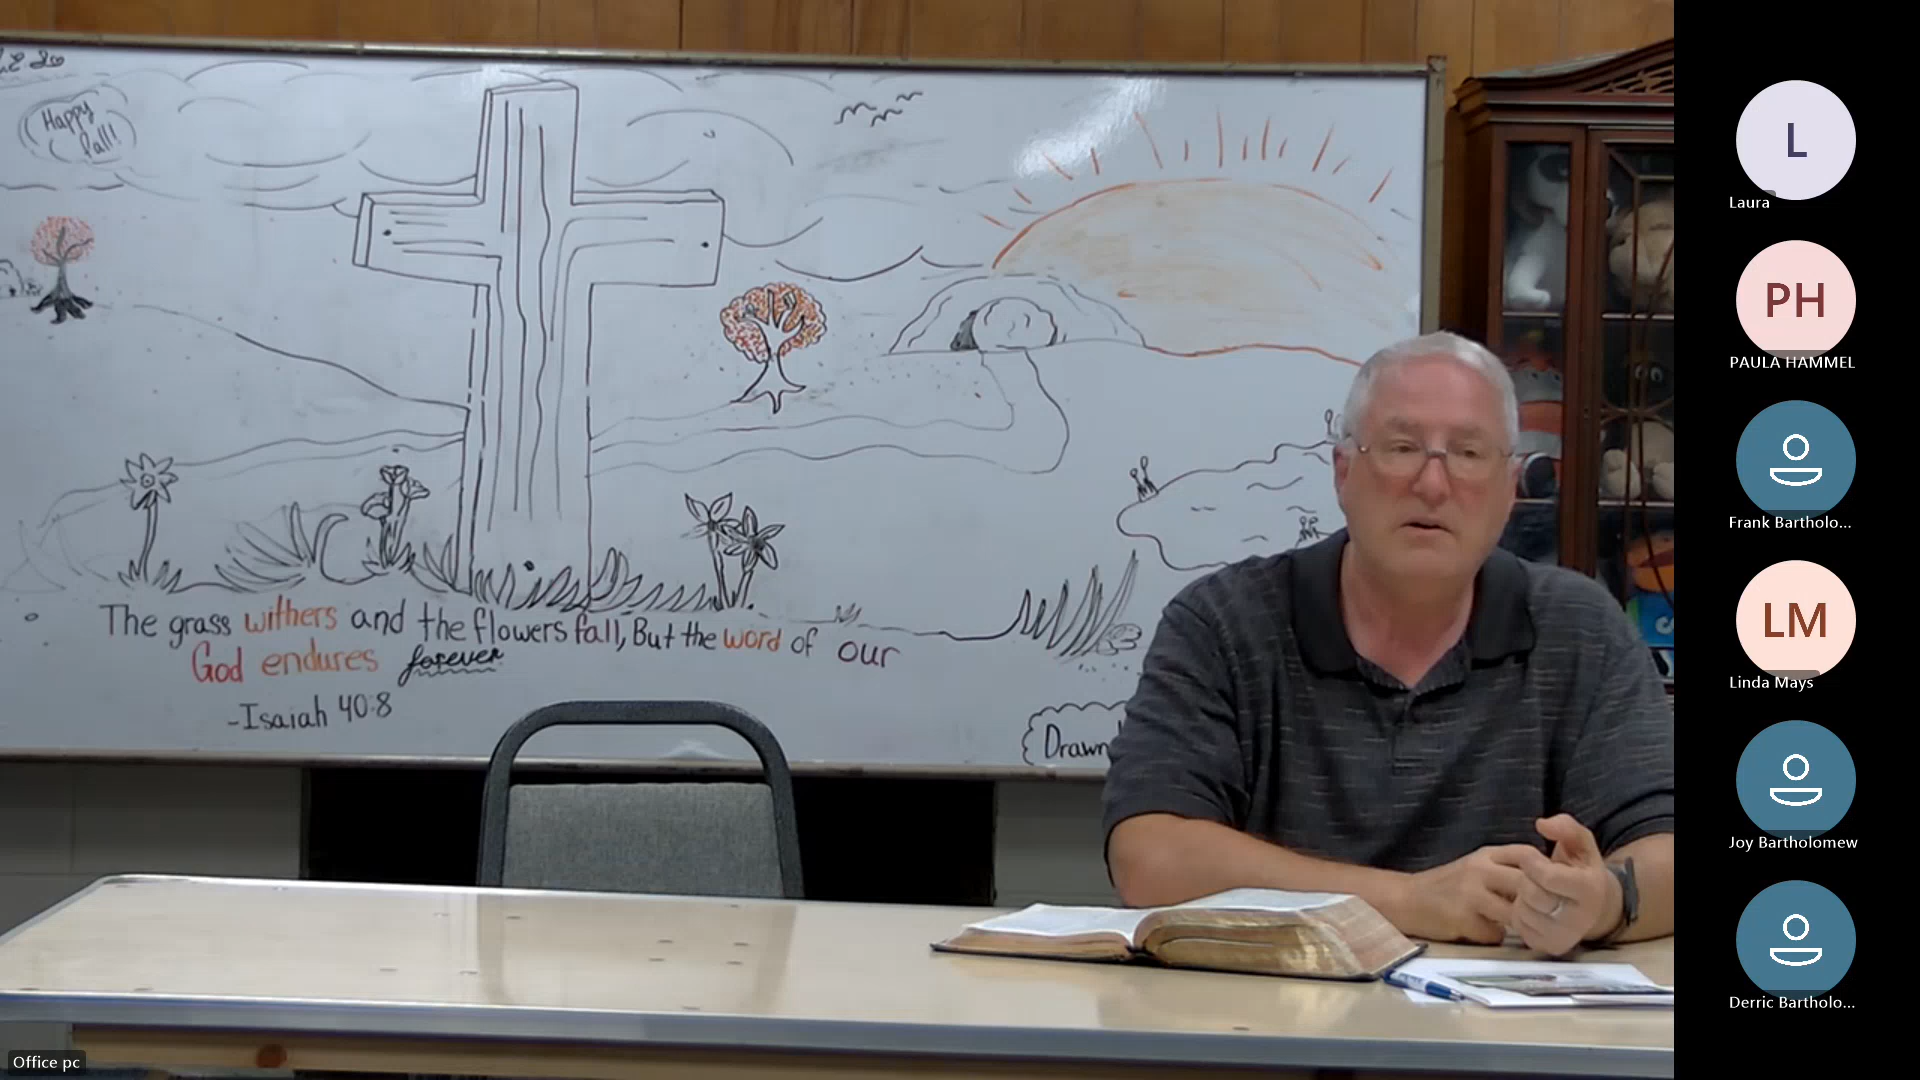 Happy
fall!
The grass withers and the flowers fall, But the word of our
God endures forever
-Isaiah 40:8
Drawn
L
Laura
PH
PAULA HAMMEL
Frank Bartholo...
LM
Linda Mays
Joy Bartholomew
Derric Bartholo...
Office pc